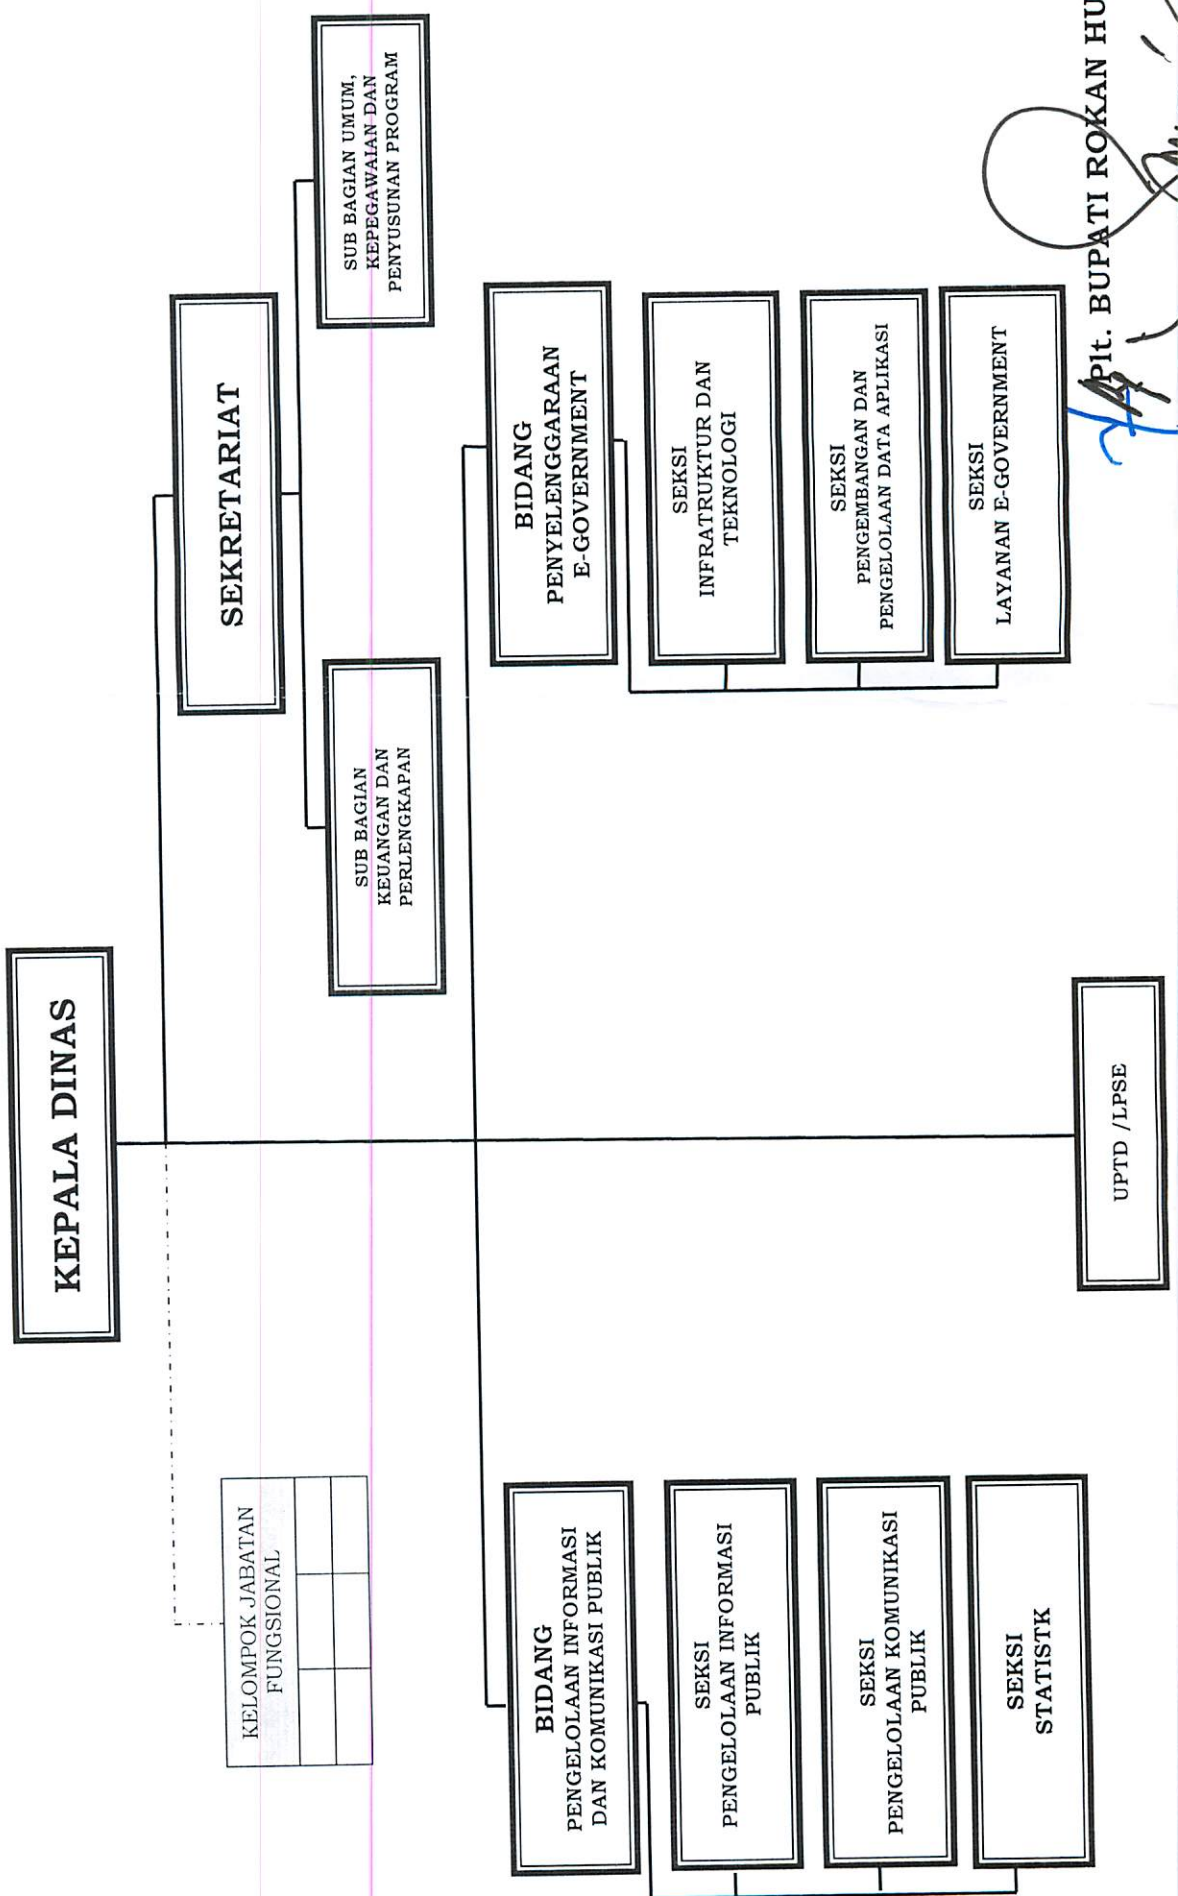 KEPALA DINAS
KELOMPOK JABATAN
FUNGSIONAL
SEKRETARIAT
SUB BAGIAN
KEUANGAN DAN
PERLENGKAPAN
SUB BAGIAN UMUM,
KEPEGAWAIAN DAN
PENYUSUNAN PROGRAM
BIDANG
PENGELOLAAN INFORMASI
DAN KOMUNIKASI PUBLIK
SEKSI
PENGELOLAAN INFORMASI
PUBLIK
SEKSI
PENGELOLAAN KOMUNIKASI
PUBLIK
SEKSI
STATISTK
BIDANG
PENYELENGGARAAN
E-GOVERNMENT
SEKSI
INFRATRUKTUR DAN
TEKNOLOGI
SEKSI
PENGEMBANGAN DAN
PENGELOLAAN DATA APLIKASI
SEKSI
LAYANAN E-GOVERNMENT
UPTD /LPSE
Plt. BUPATI ROKAN HU